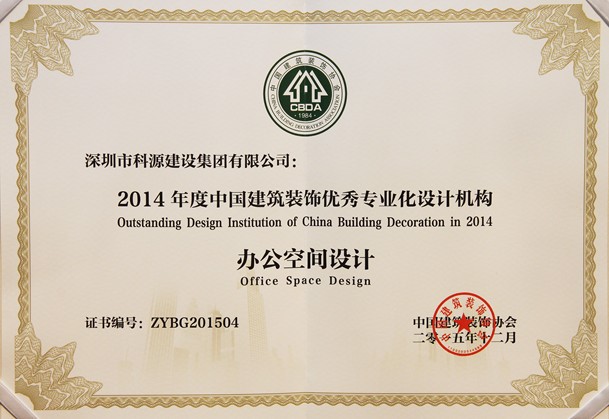 中国建筑装饰协会
CHINA BUILDING DECORATION ASSOCIATION
CBDA
·1984·
深圳市科源建设集团有限公司：
2014 年度中国建筑装饰优秀专业化设计机构
Outstanding Design Institution of China Building Decoration in 2014
办公空间设计
Office Space Design
证书编号：ZYBG201504
中国建筑装饰协会
二〇一五年十二月